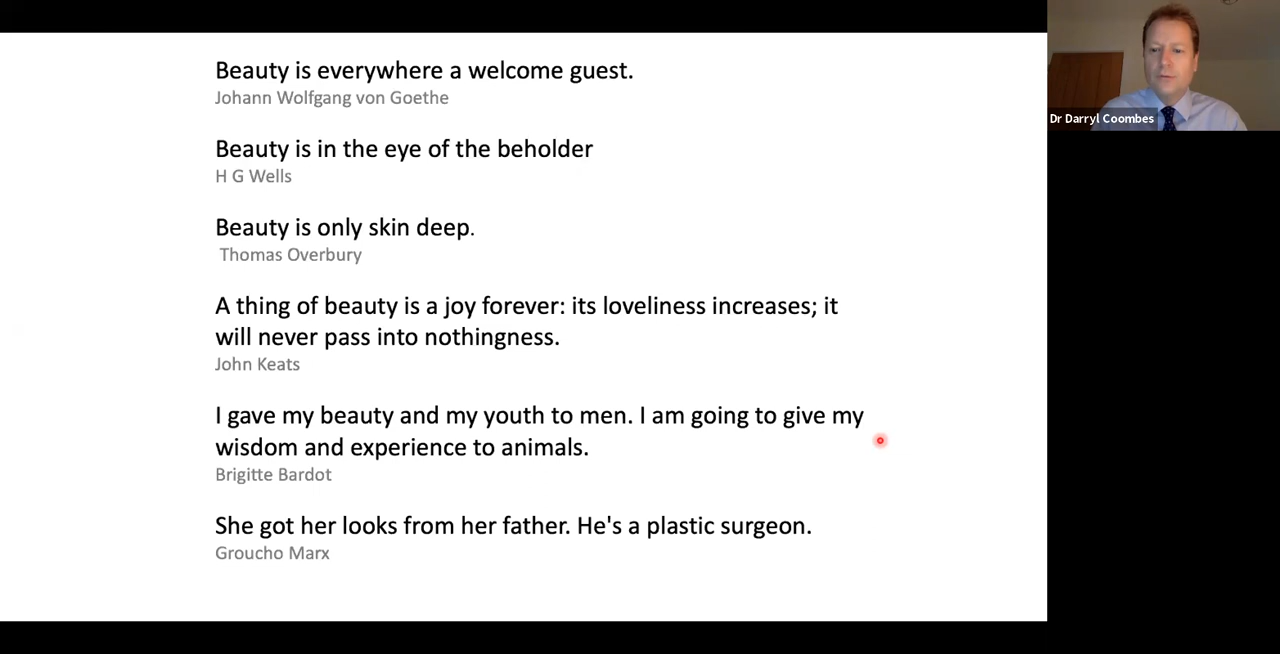 Beauty is everywhere a welcome guest.
Johann Wolfgang von Goethe
Beauty is in the eye of the beholder
H G Wells
Beauty is only skin deep.
Thomas Overbury
A thing of beauty is a joy forever: its loveliness increases; it
will never pass into nothingness.
John Keats
I gave my beauty and my youth to men. I am going to give my
wisdom and experience to animals.
Brigitte Bardot
She got her looks from her father. He's a plastic surgeon.
Groucho Marx
Dr Darryl Coombes